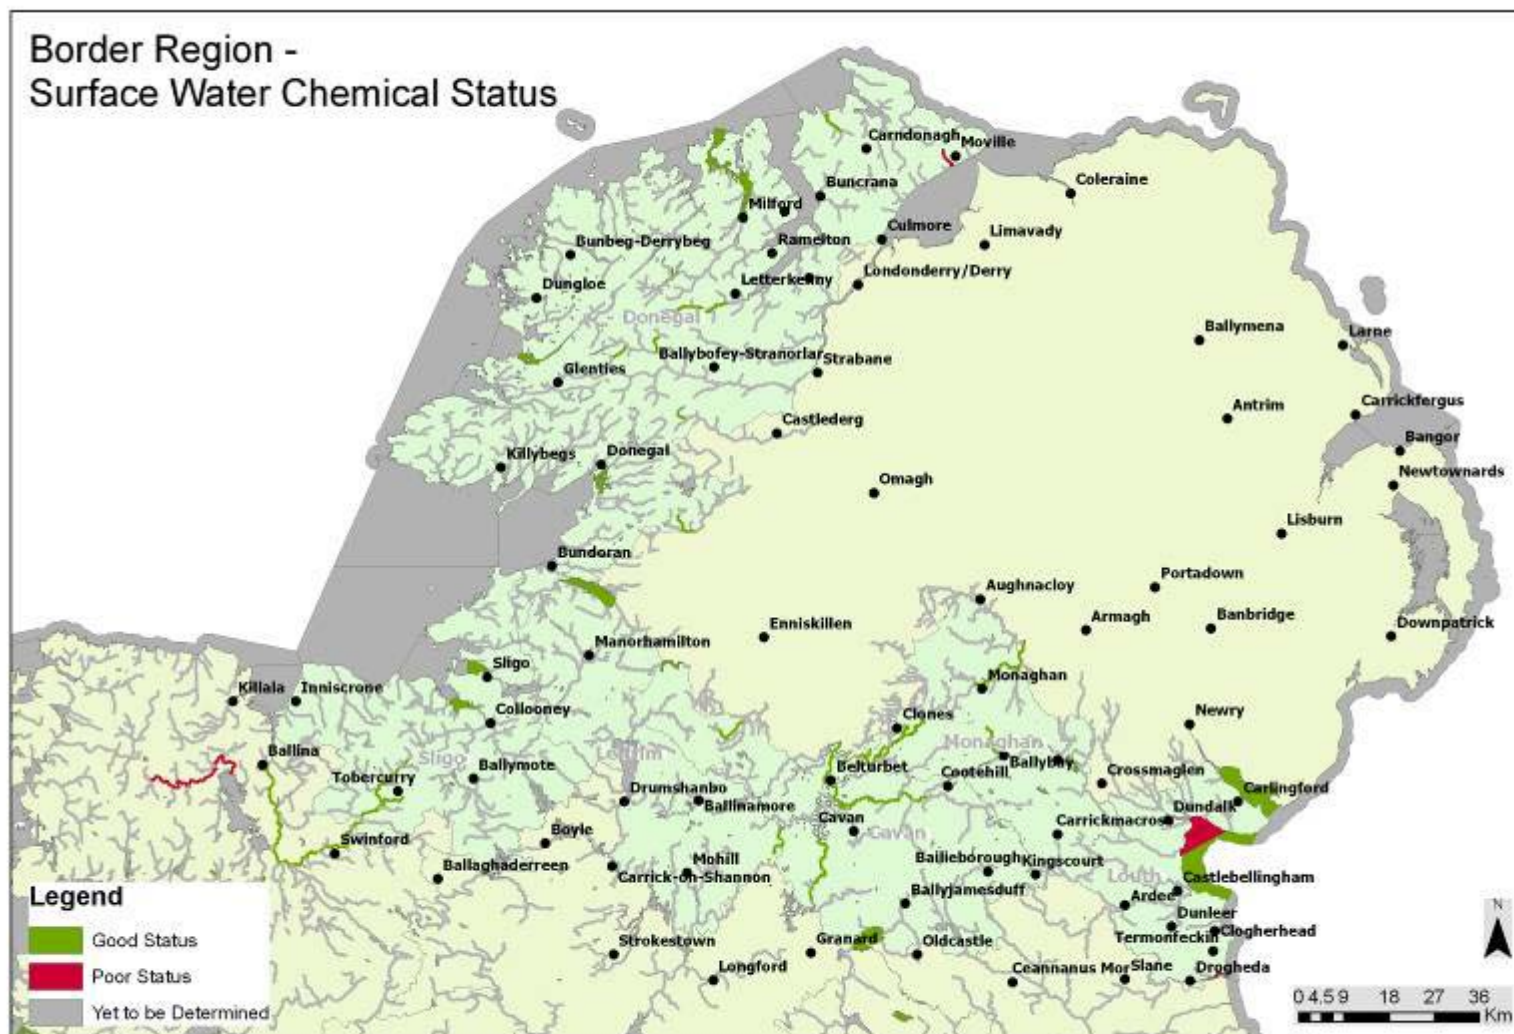 Border Region -
Surface Water Chemical Status
Carndonagh
Moville
Coleraine
Buncrana
Milford
Culmore
Limavady
Bunbeg-Derrybeg
Ramelton
Londonderry/Derry
Letterkenny
Dungloe
Donegal
Ballymena
Larne
Ballybofey-Stranorlar
Strabane
Glenties
Castlederg
Antrim
Carrickfergus
Bangor
Killybegs
Donegal
Omagh
Newtownards
Lisburn
Bundoran
Aughnacloy
Portadown
Armagh
Banbridge
Downpatrick
Enniskillen
Manorhamilton
Sligo
Monaghan
Killala
Inniscrone
Collooney
Clones
Newry
Monaghan
Ballina
Sligo
Leitrim
Tobercurry
Ballymote
Belturbet
Cootehill
Ballybay
Crossmaglen
Carlingford
Drumshanbo
Ballinamore
Dundalk
Cavan
Cavan
Carrickmacross
Swinford
Boyle
Ballaghaderreen
Carrick-on-Shannon
Mohill
Bailieborough
Kingscourt
Louth
Castlebellingham
Ballyjamesduff
Ardee
Dunleer
Clogherhead
Termonfeckin
Strokestown
Granard
Oldcastle
Longford
Ceannanus Mor
Slane
Drogheda
Legend
Good Status
Poor Status
Yet to be Determined
N
0 4.5 9 18 27 36
Km